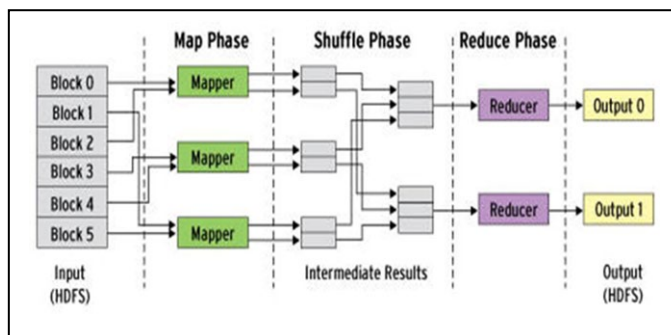 Map Phase
Shuffle Phase
Reduce Phase
Block 0
Block 1
Block 2
Block 3
Block 4
Block 5
Mapper
Mapper
Mapper
Reducer
Reducer
Output 0
Output 1
Input
(HDFS)
Intermediate Results
Output
(HDFS)